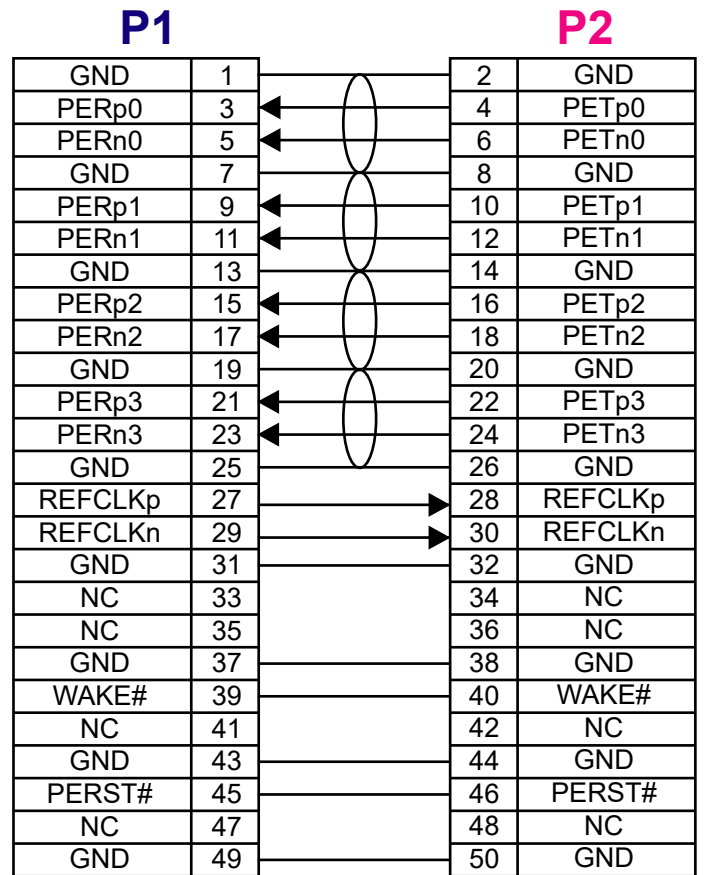 P1 P2
GND 1 2 GND
PERp0 3 4 PETp0
PERn0 5 6 PETn0
GND 7 8 GND
PERp1 9 10 PETp1
PERn1 11 12 PETn1
GND 13 14 GND
PERp2 15 16 PETp2
PERn2 17 18 PETn2
GND 19 20 GND
PERp3 21 22 PETp3
PERn3 23 24 PETn3
GND 25 26 GND
REFCLKp 27 28 REFCLKp
REFCLKn 29 30 REFCLKn
GND 31 32 GND
NC 33 34 NC
NC 35 36 NC
GND 37 38 GND
WAKE# 39 40 WAKE#
NC 41 42 NC
GND 43 44 GND
PERST# 45 46 PERST#
NC 47 48 NC
GND 49 50 GND